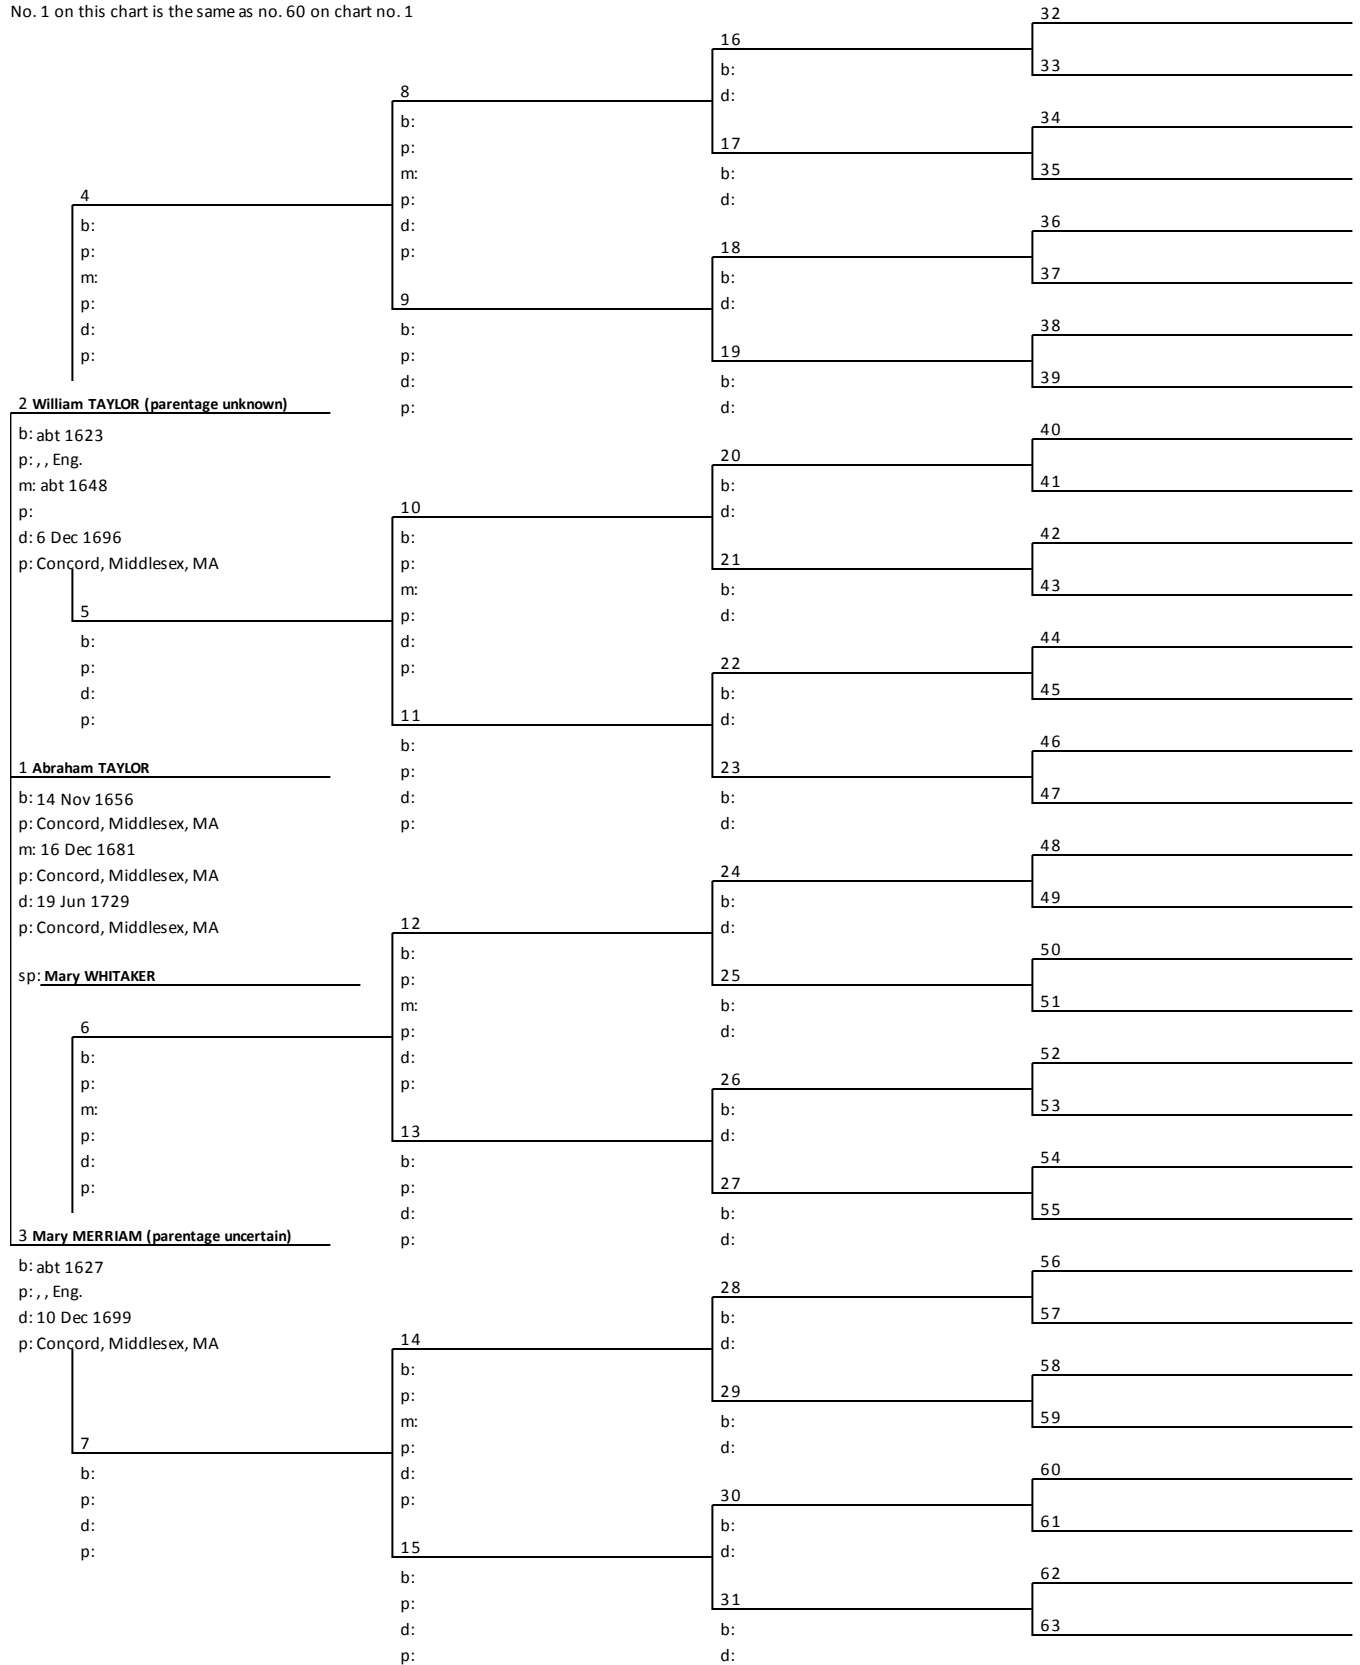 No. 1 on this chart is the same as no. 60 on chart no. 1
4
b:
p:
m:
p:
d:
p:
2 William TAYLOR (parentage unknown)
b: abt 1623
p: , , Eng.
m: abt 1648
p:
d: 6 Dec 1696
p: Concord, Middlesex, MA
5
b:
p:
d:
p:
1 Abraham TAYLOR
b: 14 Nov 1656
p: Concord, Middlesex, MA
m: 16 Dec 1681
p: Concord, Middlesex, MA
d: 19 Jun 1729
p: Concord, Middlesex, MA
sp: Mary WHITAKER
6
b:
p:
m:
p:
d:
p:
3 Mary MERRIAM (parentage uncertain)
b: abt 1627
p: , , Eng.
d: 10 Dec 1699
p: Concord, Middlesex, MA
7
b:
p:
d:
p:
8
b:
p:
m:
p:
d:
p:
9
b:
p:
d:
p:
10
b:
p:
m:
p:
d:
p:
11
b:
p:
d:
p:
12
b:
p:
m:
p:
d:
p:
13
b:
p:
d:
p:
14
b:
p:
m:
p:
d:
p:
15
b:
p:
d:
p:
16
b:
d:
17
b:
d:
18
b:
d:
19
b:
d:
20
b:
d:
21
b:
d:
22
b:
d:
23
b:
d:
24
b:
d:
25
b:
d:
26
b:
d:
27
b:
d:
28
b:
d:
29
b:
d:
30
b:
d:
31
b:
d:
32
33
34
35
36
37
38
39
40
41
42
43
44
45
46
47
48
49
50
51
52
53
54
55
56
57
58
59
60
61
62
63